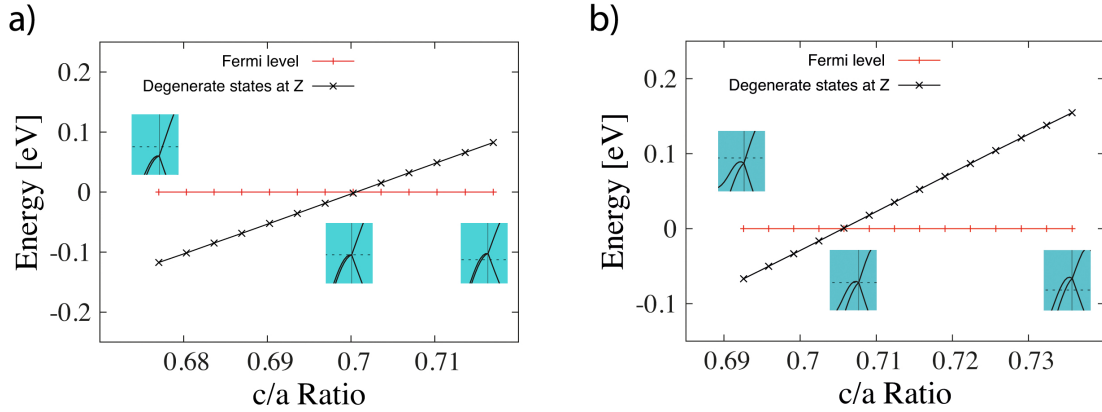 a)
Energy [eV]
0.2
0.1
0
-0.1
-0.2
Fermi level
Degenerate states at Z
0.68
0.69
0.7
0.71
c/a Ratio
b)
Energy [eV]
0.2
0.1
0
-0.1
Fermi level
Degenerate states at Z
0.69
0.7
0.71
0.72
0.73
c/a Ratio